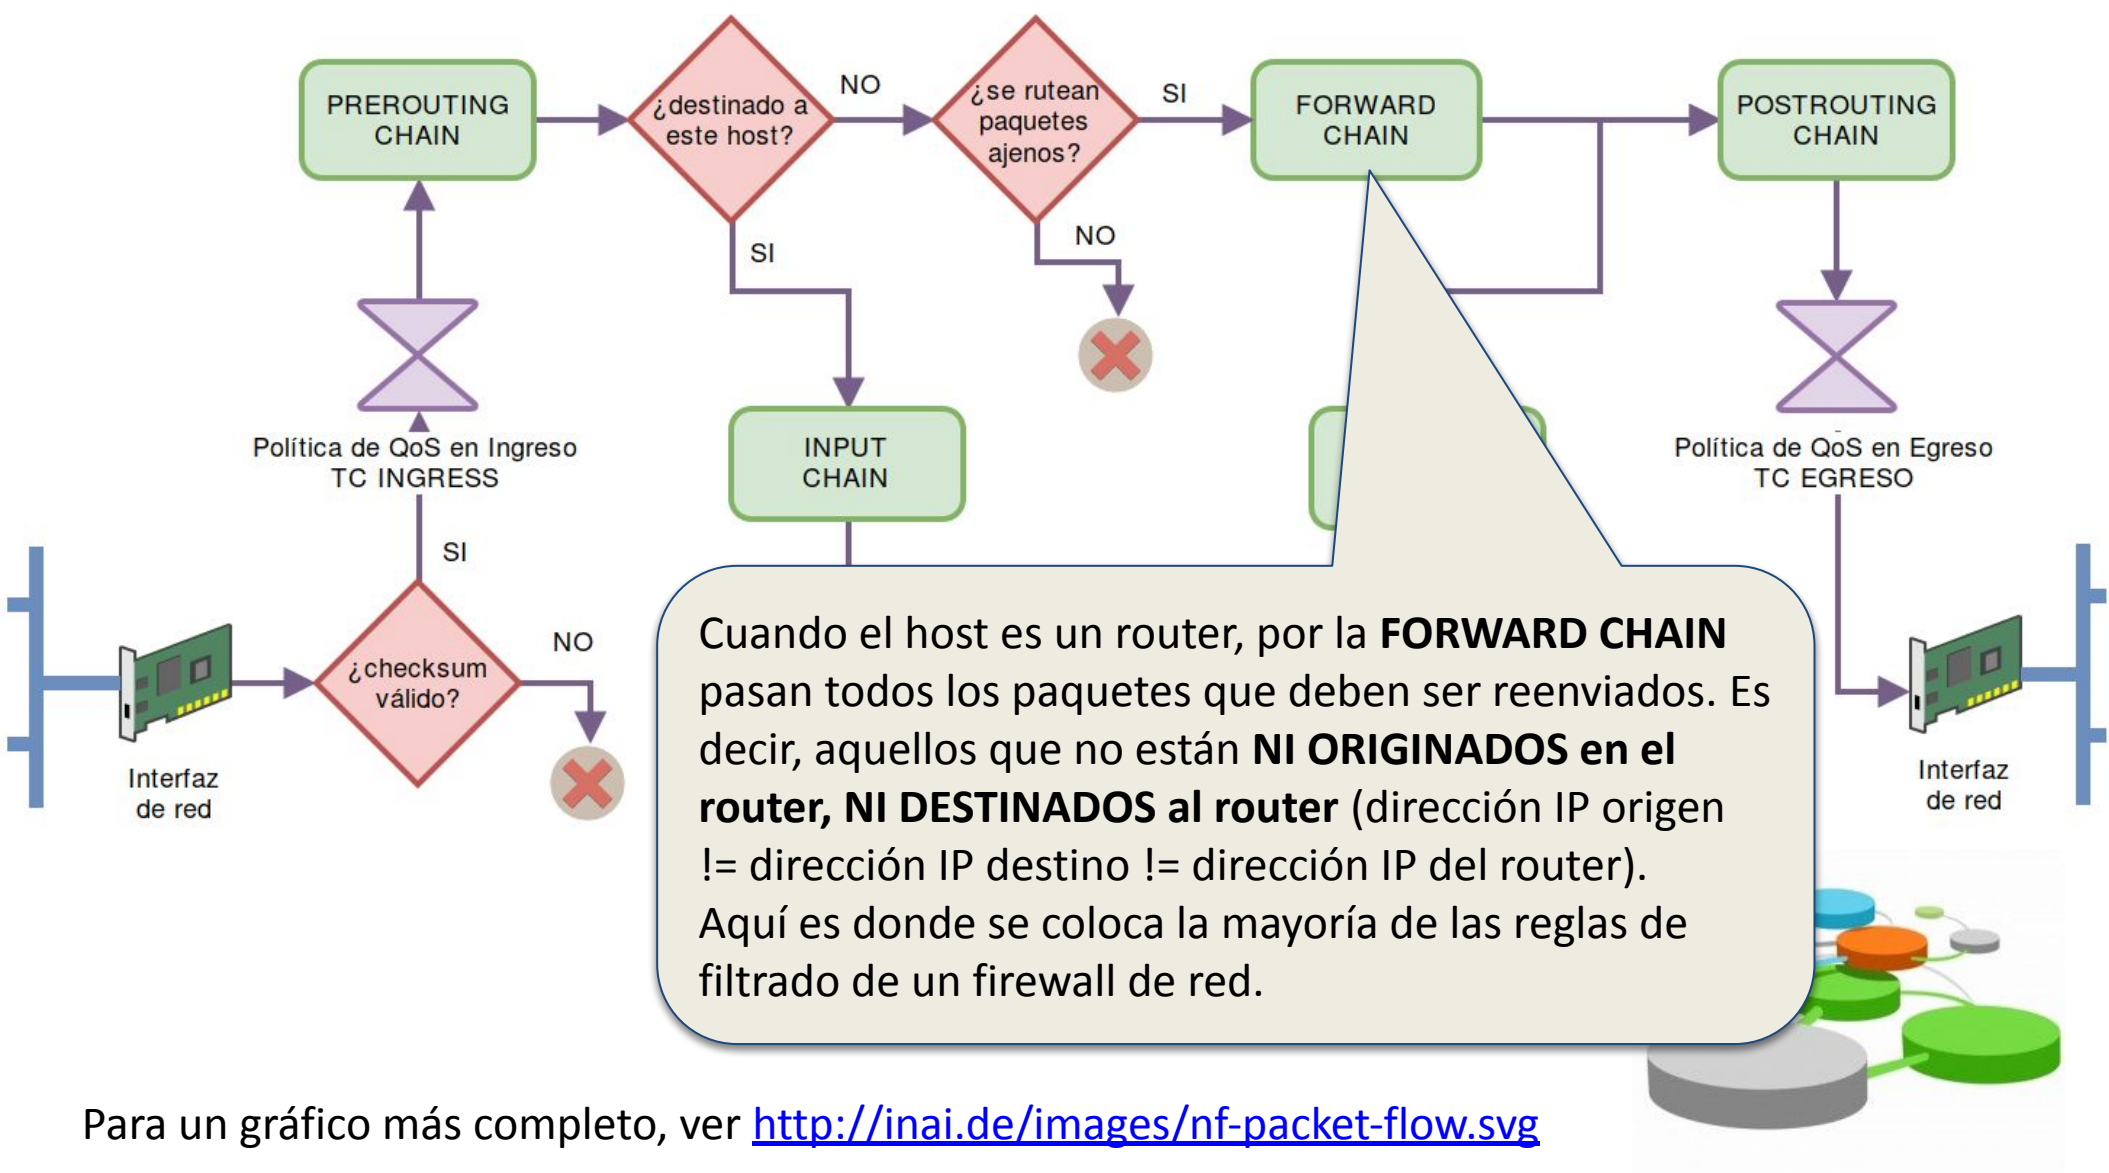 PREROUTING
CHAIN
¿destinado a
este host?
NO
¿se rutean
paquetes
ajenos?
SI
FORWARD
CHAIN
POSTROUTING
CHAIN
SI
NO
Política de QoS en Ingreso
TC INGRESS
INPUT
CHAIN
Política de QoS en Egreso
TC EGRESO
SI
¿checksum
válido?
NO
Interfaz
de red
Cuando el host es un router, por la FORWARD CHAIN
pasan todos los paquetes que deben ser reenviados. Es
decir, aquellos que no están NI ORIGINADOS en el
router, NI DESTINADOS al router (dirección IP origen
!= dirección IP destino != dirección IP del router).
Aquí es donde se coloca la mayoría de las reglas de
filtrado de un firewall de red.
Interfaz
de red
Para un gráfico más completo, ver http://inai.de/images/nf-packet-flow.svg